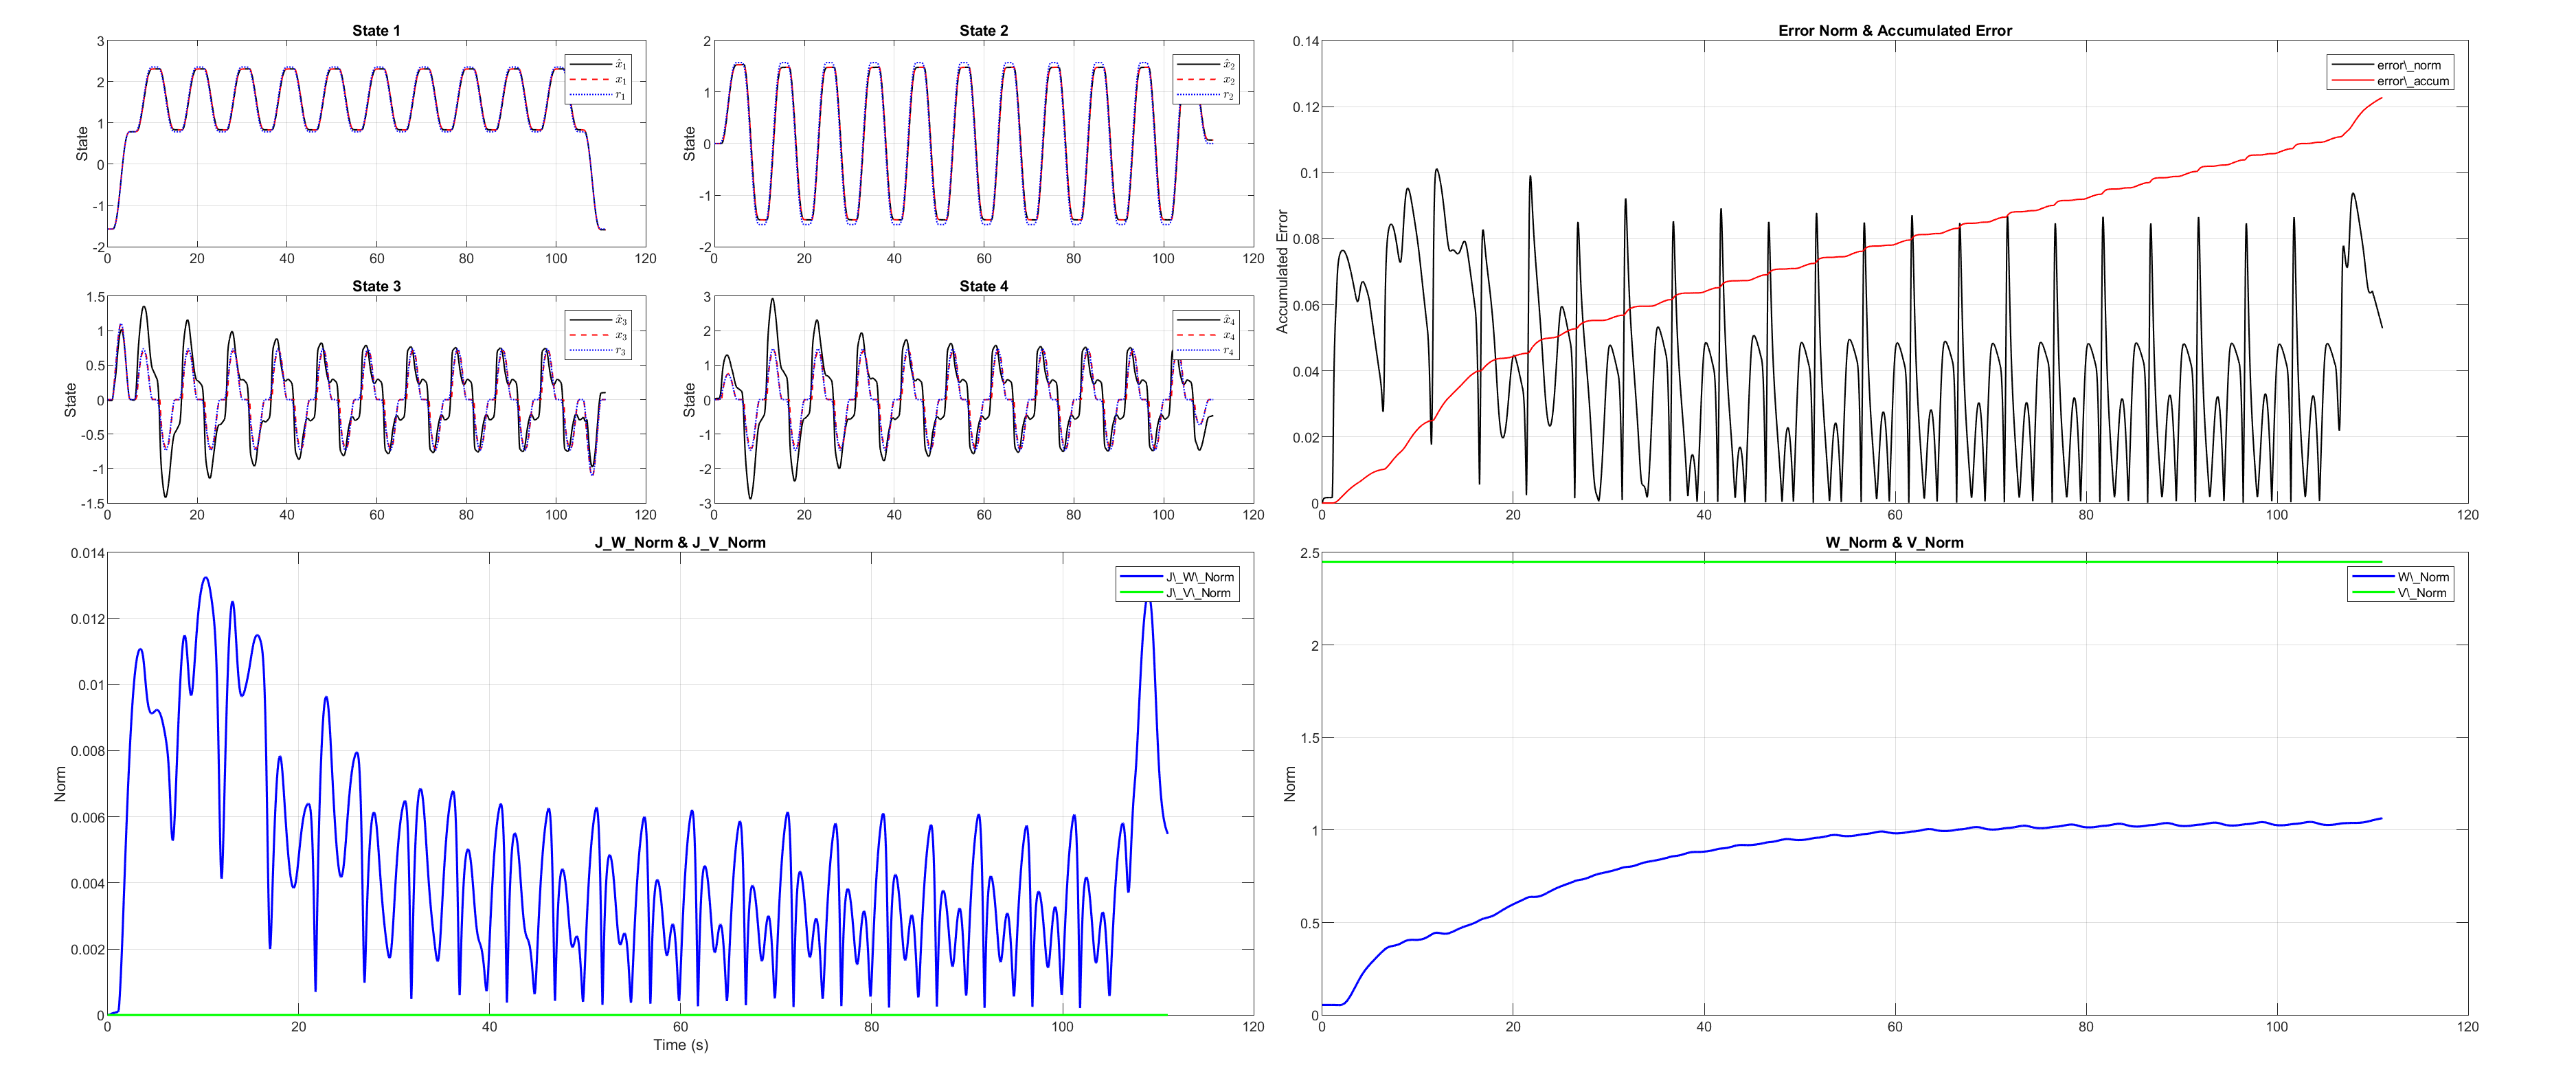 State 1
3
2
1
0
-1
-2
State
0 20 40 60 80 100 120
x̂₁
x₁
r₁
State 2
2
1
0
-1
-2
State
0 20 40 60 80 100 120
x̂₂
x₂
r₂
State 3
1.5
1
0.5
0
-0.5
-1
-1.5
State
0 20 40 60 80 100 120
x̂₃
x₃
r₃
State 4
3
2
1
0
-1
-2
-3
State
0 20 40 60 80 100 120
x̂₄
x₄
r₄
Error Norm & Accumulated Error
0.14
0.12
0.1
0.08
0.06
0.04
0.02
0
Accumulated Error
0 20 40 60 80 100 120
error\_norm
error\_accum
J_W_Norm & J_V_Norm
0.014
0.012
0.01
0.008
0.006
0.004
0.002
0
Norm
0 20 40 60 80 100 120
Time (s)
J\_W\_Norm
J\_V\_Norm
W_Norm & V_Norm
2.5
2
1.5
1
0.5
0
Norm
0 20 40 60 80 100 120
W\_Norm
V\_Norm